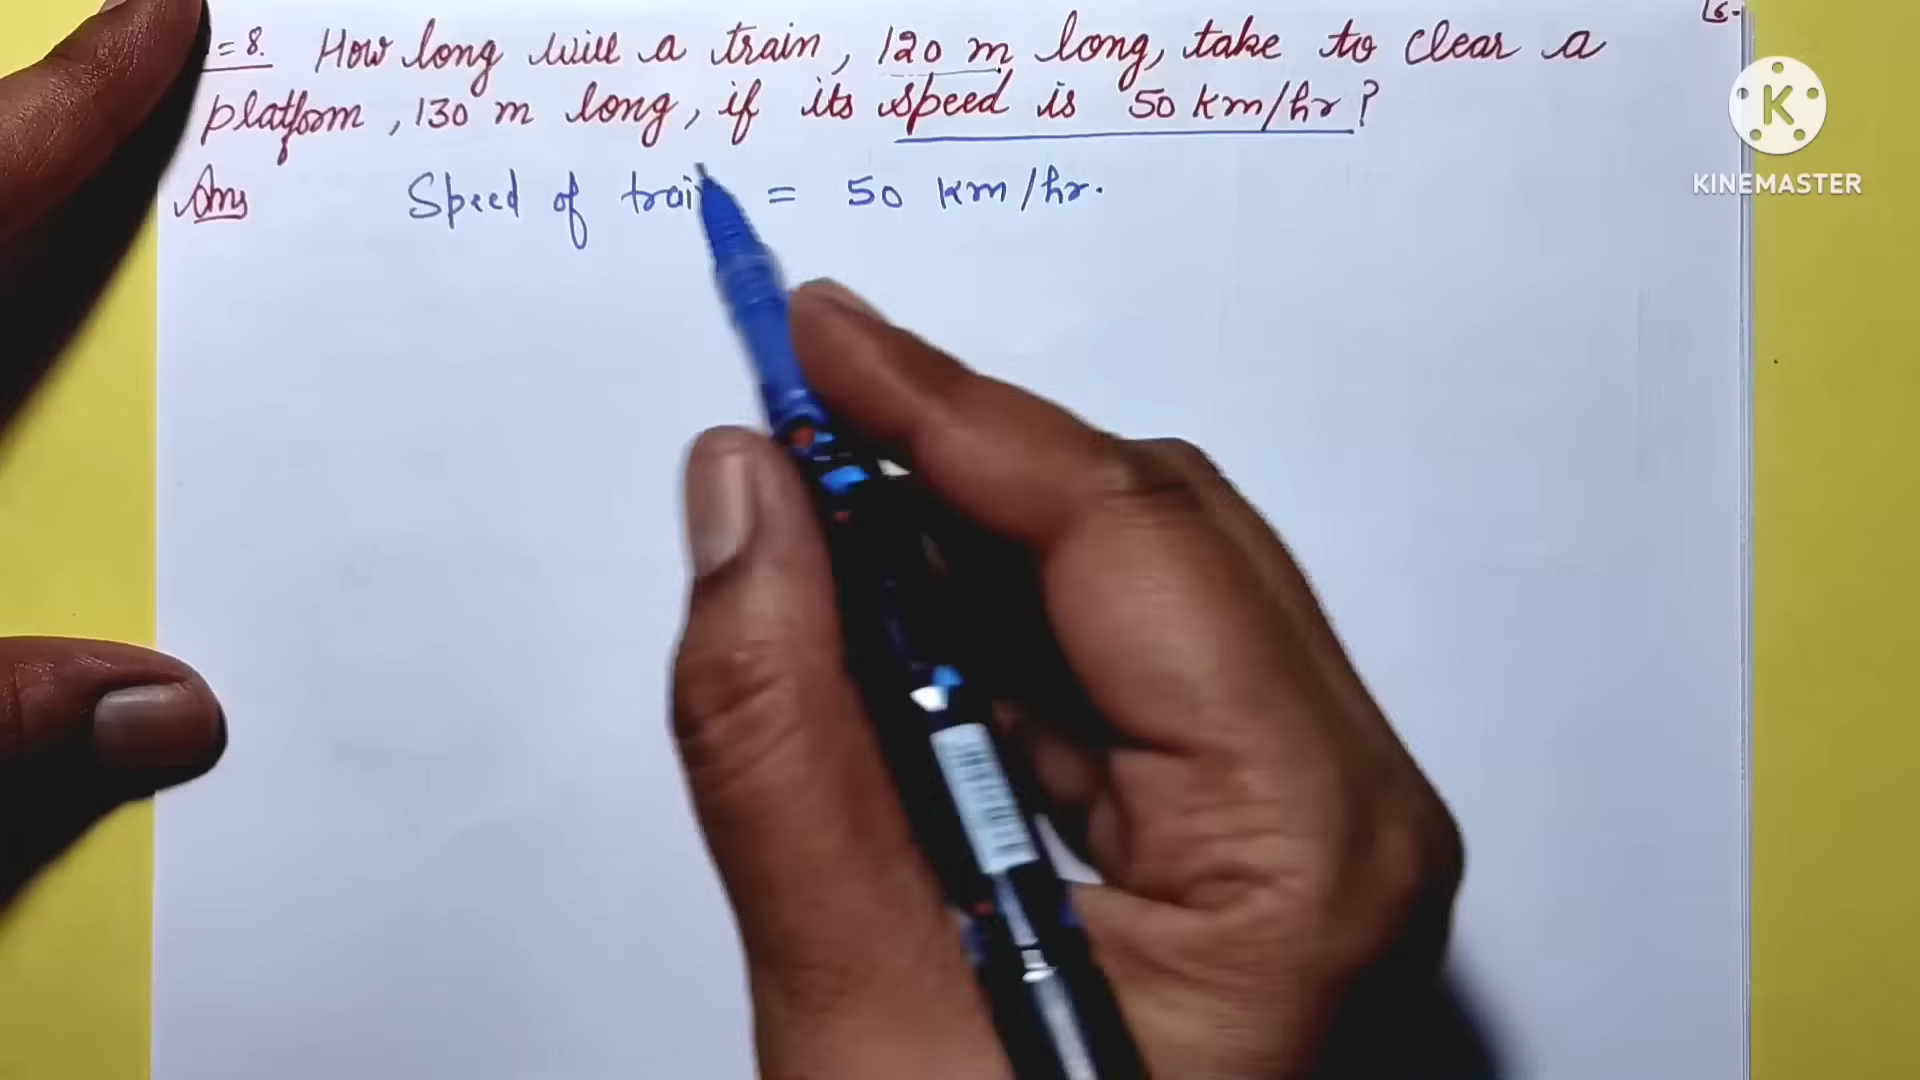 = 8. How long will a train, 120 m long, take to clear a
platform, 130 m long, if its speed is 50 km/hr?
Ans Speed of train = 50 km/hr.
K
KINEMASTER